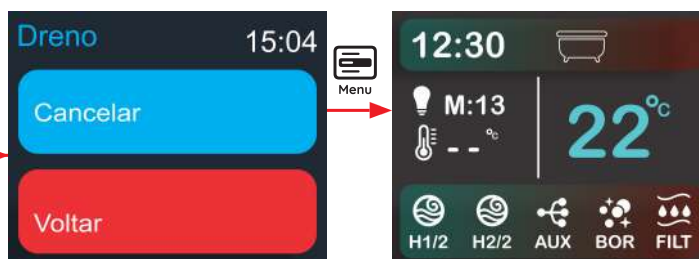 Dreno 15:04
Cancelar
Voltar
Menu
12:30
M:13
-- °c
22°c
H1/2 H2/2 AUX BOR FILT